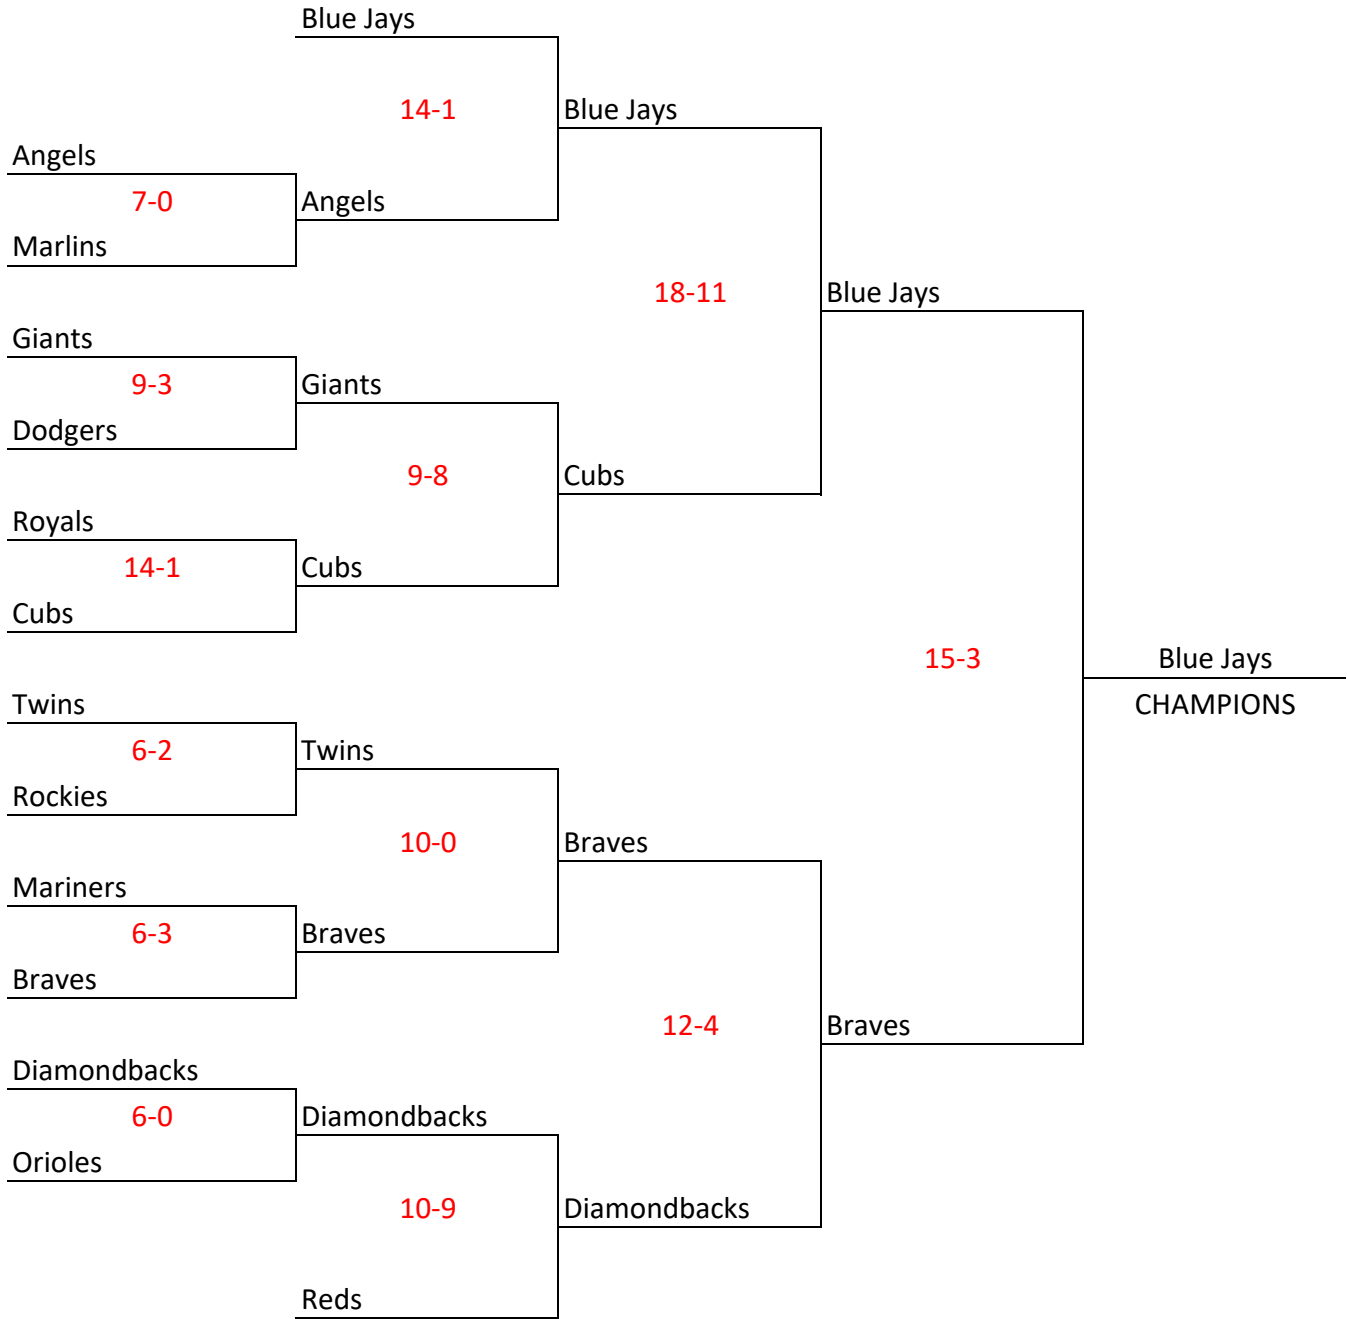 Blue Jays
14-1
Blue Jays
Angels
7-0
Angels
Marlins
18-11
Blue Jays
Giants
9-3
Giants
Dodgers
9-8
Cubs
Royals
14-1
Cubs
Cubs
15-3
Blue Jays
CHAMPIONS
Twins
6-2
Twins
Rockies
10-0
Braves
Mariners
6-3
Braves
Braves
12-4
Braves
Diamondbacks
6-0
Diamondbacks
Orioles
10-9
Diamondbacks
Reds